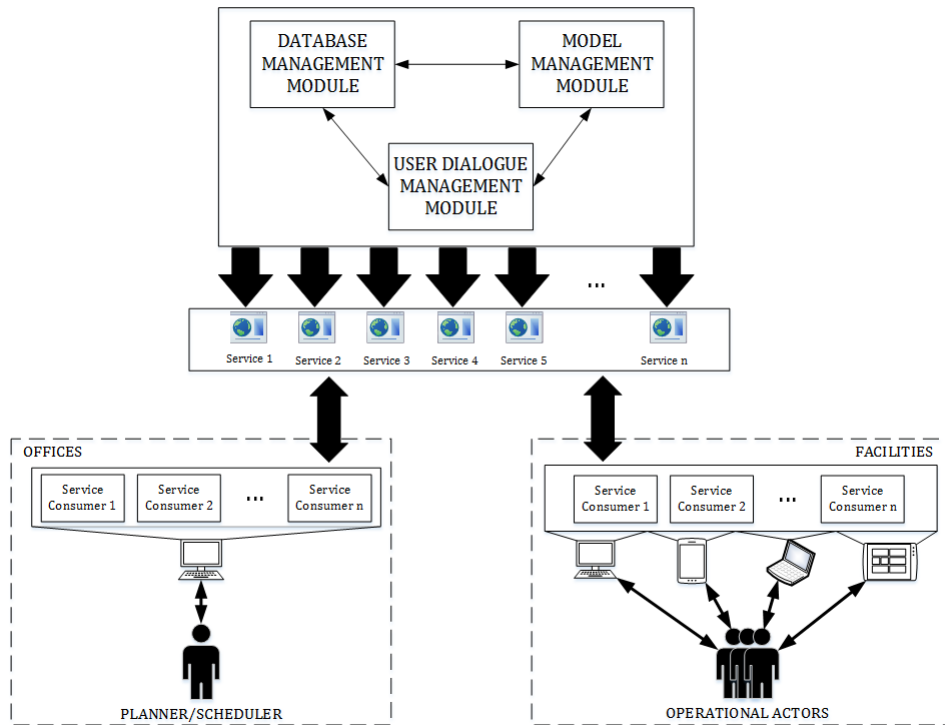 DATABASE
MANAGEMENT
MODULE
MODEL
MANAGEMENT
MODULE
USER DIALOGUE
MANAGEMENT
MODULE
...
Service 1
Service 2
Service 3
Service 4
Service 5
Service n
OFFICES
Service
Consumer 1
Service
Consumer 2
...
Service
Consumer n
PLANNER/SCHEDULER
FACILITIES
Service
Consumer 1
Service
Consumer 2
...
Service
Consumer n
OPERATIONAL ACTORS